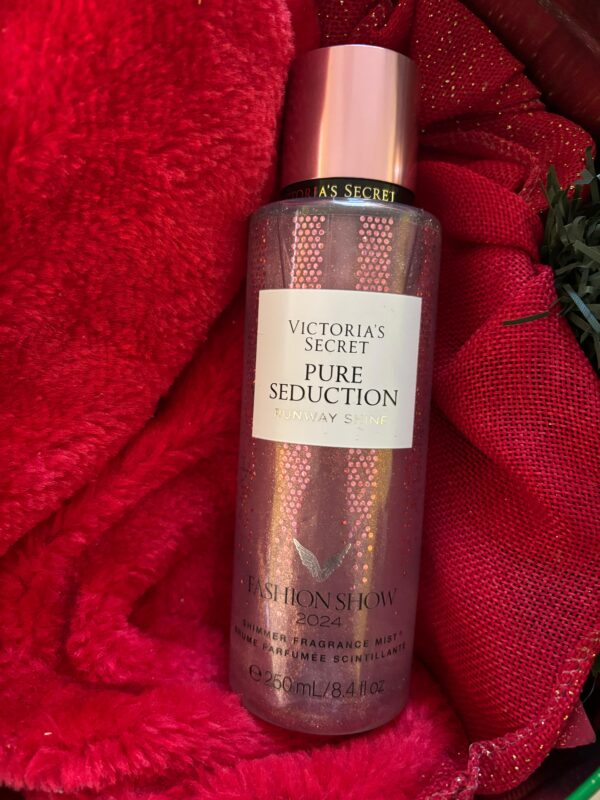 VICTORIA'S SECRET
VICTORIA'S
SECRET
PURE
SEDUCTION
RUNWAY SHINE
FASHION SHOW
2024
SHIMMER FRAGRANCE MIST
BRUME PARFUMÉE SCINTILLANTE
℮ 250 mL/8.4 fl oz